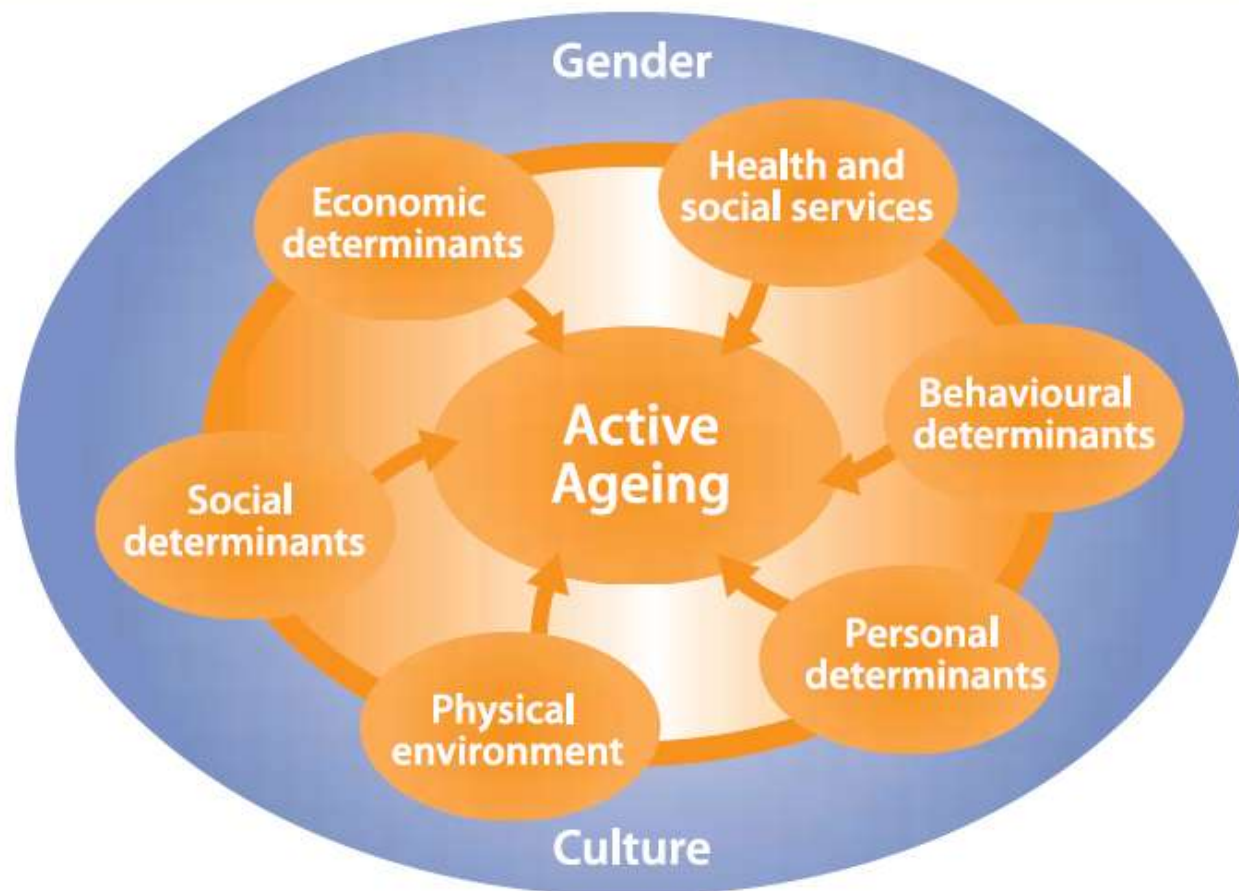 Gender
Economic
determinants
Health and
social services
Behavioural
determinants
Active
Ageing
Social
determinants
Personal
determinants
Physical
environment
Culture